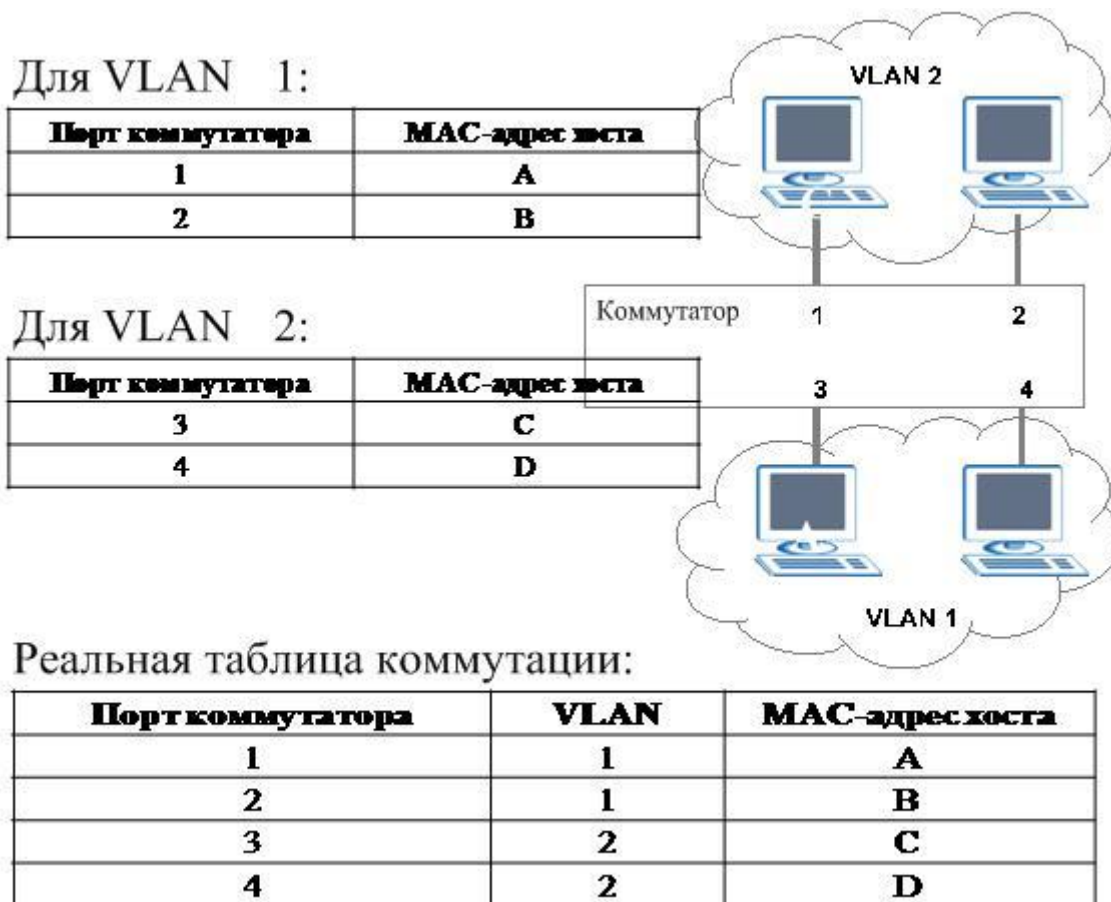 Для VLAN 1:
Порт коммутатора MAC-адрес хоста
1 A
2 B
Для VLAN 2:
Порт коммутатора MAC-адрес хоста
3 C
4 D
VLAN 2
Коммутатор 1 2
3 4
VLAN 1
Реальная таблица коммутации:
Порт коммутатора VLAN MAC-адрес хоста
1 1 A
2 1 B
3 2 C
4 2 D